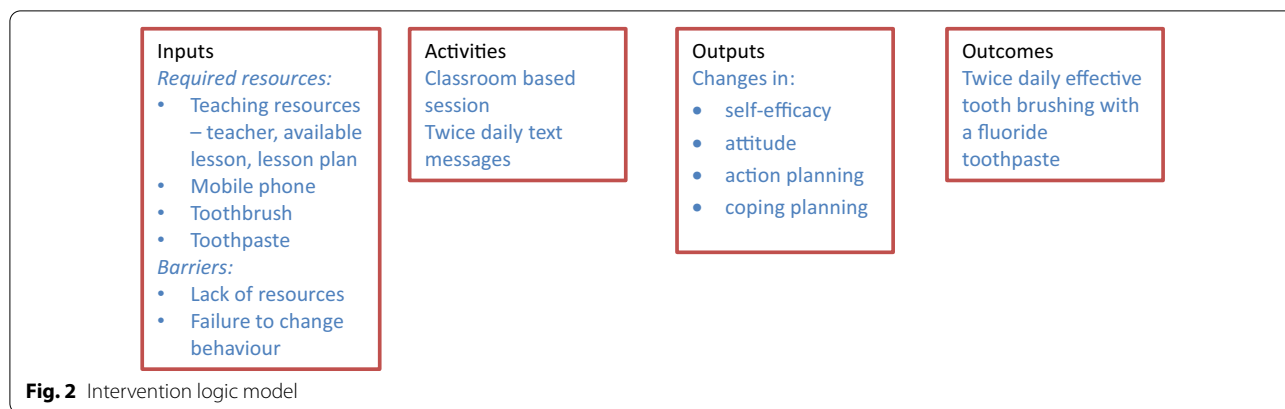 Inputs
Required resources:
• Teaching resources
– teacher, available
lesson, lesson plan
• Mobile phone
• Toothbrush
• Toothpaste
Barriers:
• Lack of resources
• Failure to change
behaviour
Activities
Classroom based
session
Twice daily text
messages
Outputs
Changes in:
• self-efficacy
• attitude
• action planning
• coping planning
Outcomes
Twice daily effective
tooth brushing with
a fluoride
toothpaste
Fig. 2 Intervention logic model